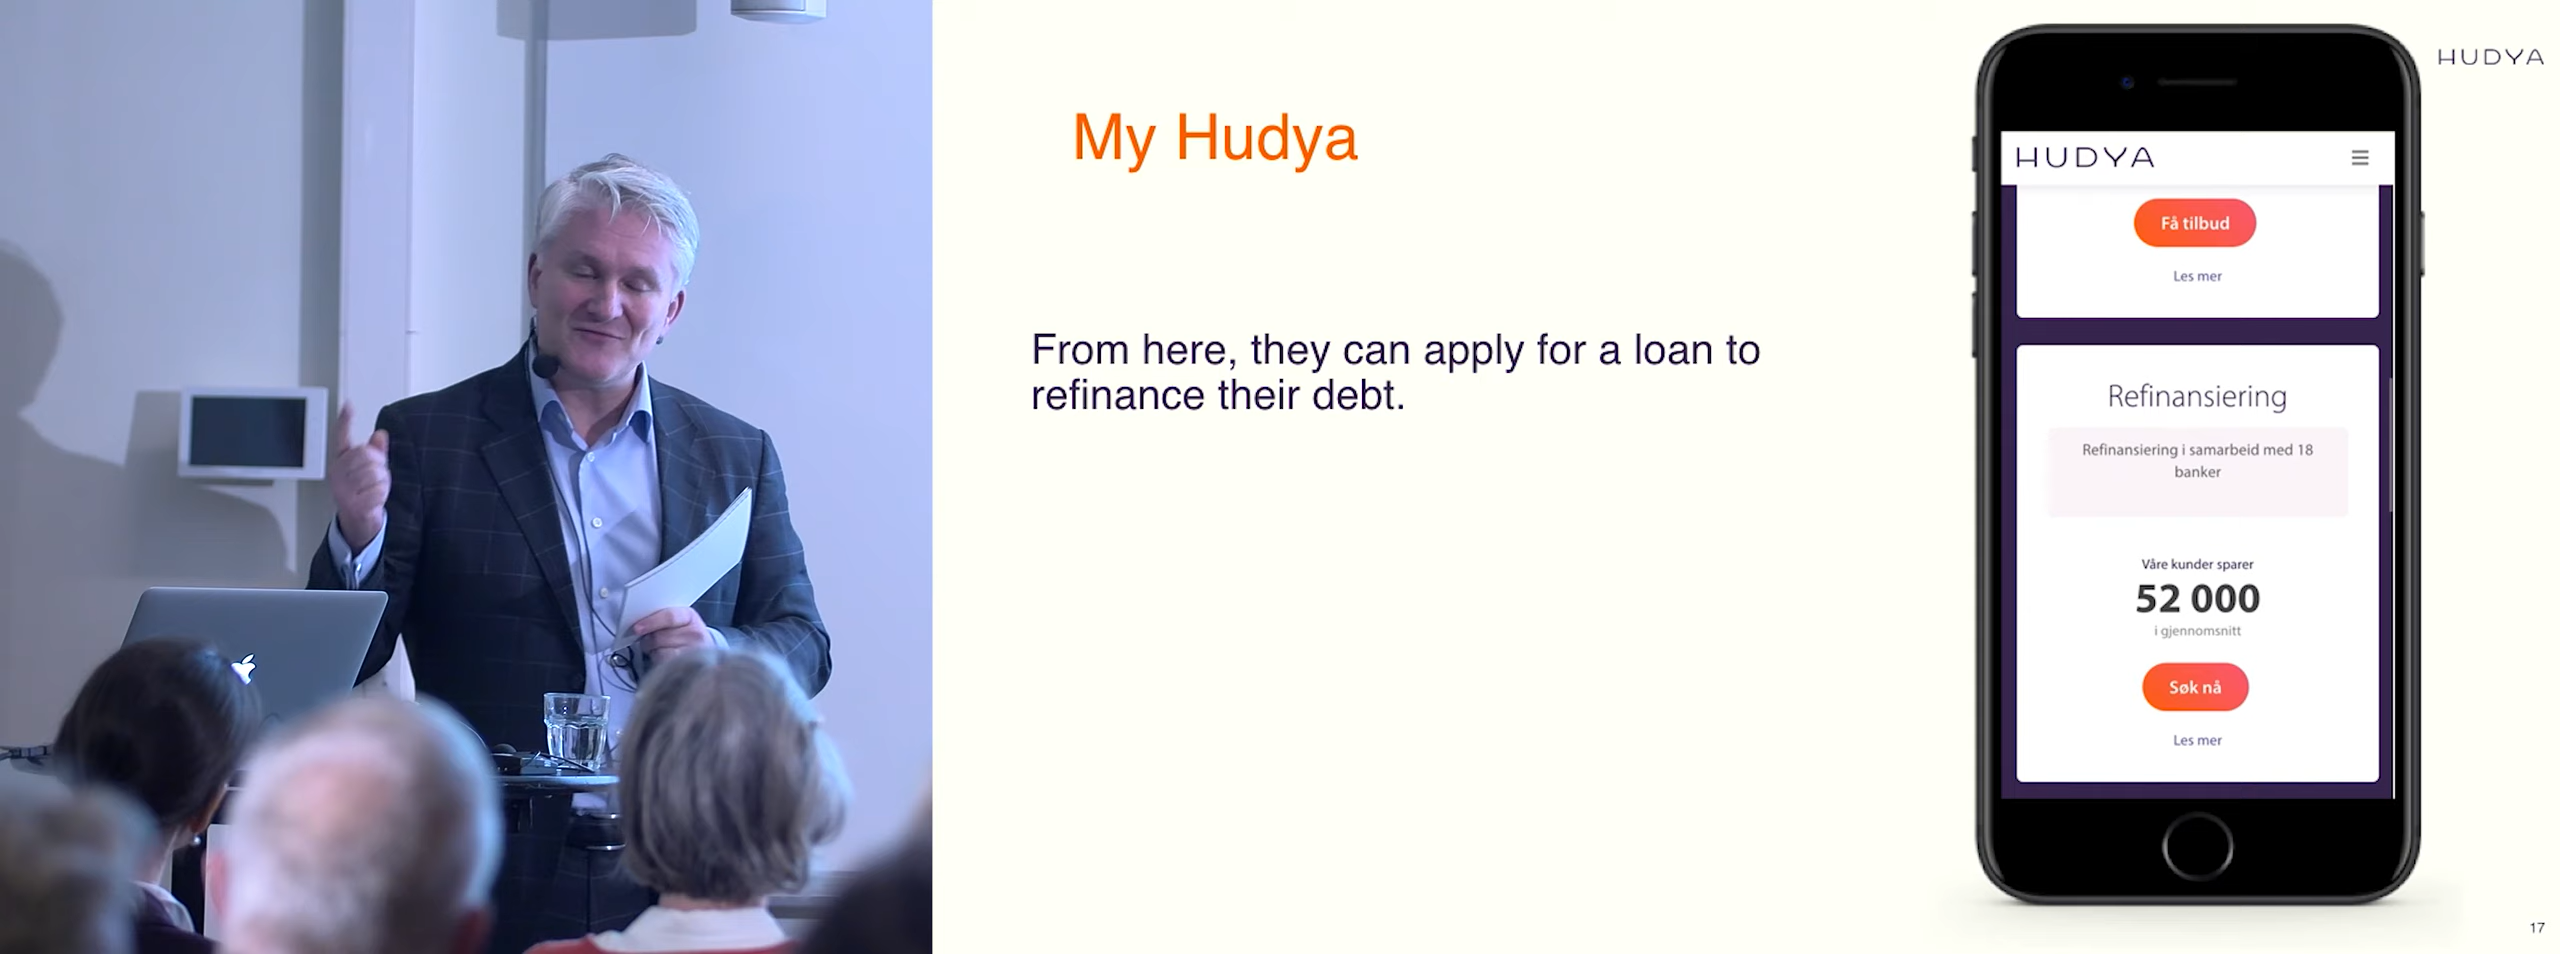 My Hudya
From here, they can apply for a loan to
refinance their debt.
HUDYA
HUDYA
Få tilbud
Les mer
Refinansiering
Refinansiering i samarbeid med 18
banker
Våre kunder sparer
52 000
i gjennomsnitt
Søk nå
Les mer
17